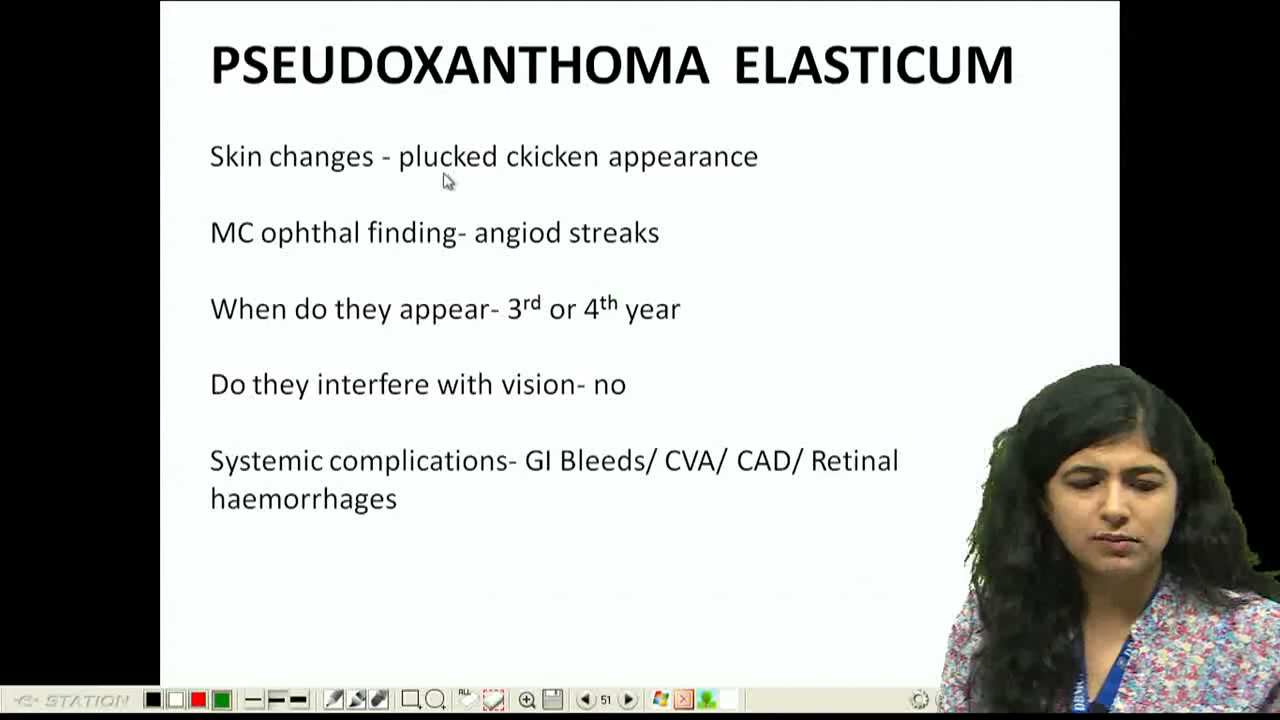 PSEUDOXANTHOMA ELASTICUM
Skin changes - plucked ckicken appearance
MC ophthal finding- angiod streaks
When do they appear- 3rd or 4th year
Do they interfere with vision- no
Systemic complications- GI Bleeds/ CVA/ CAD/ Retinal
haemorrhages
STATION
ALL
51